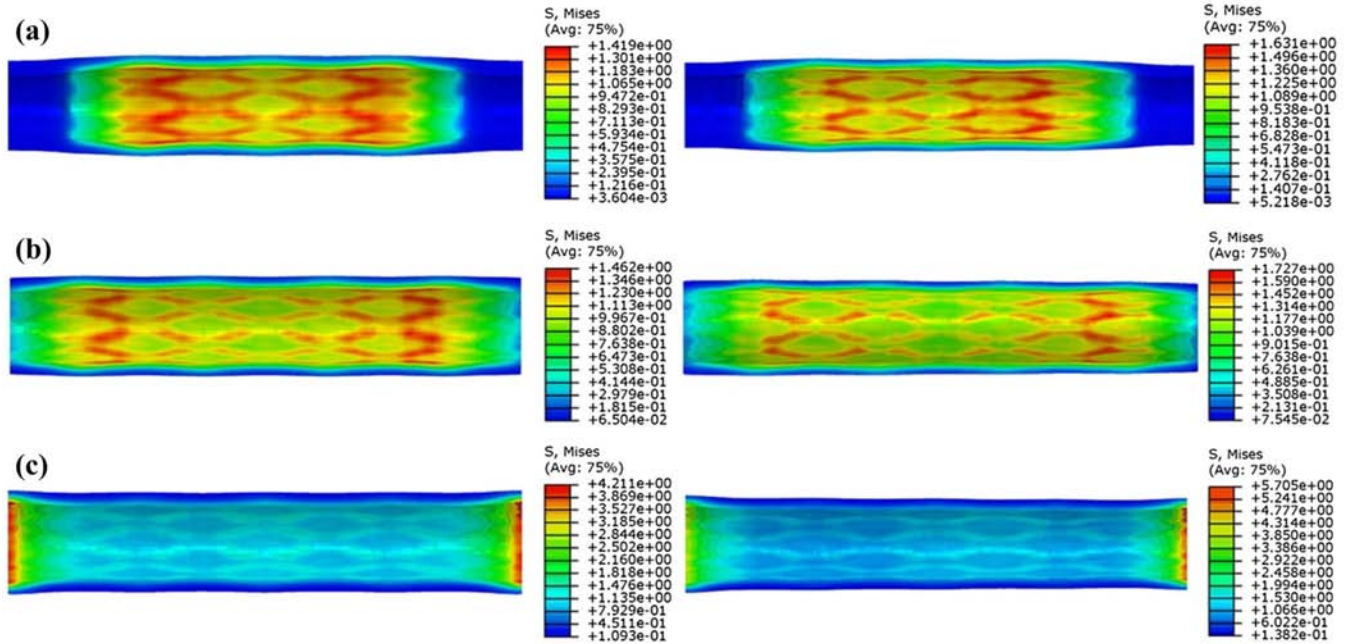 (a)
S, Mises
(Avg: 75%)
+1.419e+00
+1.301e+00
+1.183e+00
+1.065e+00
+9.472e-01
+8.293e-01
+7.113e-01
+5.934e-01
+4.754e-01
+3.575e-01
+2.395e-01
+1.216e-01
+3.604e-03
S, Mises
(Avg: 75%)
+1.631e+00
+1.496e+00
+1.360e+00
+1.225e+00
+1.089e+00
+9.538e-01
+8.183e-01
+6.828e-01
+5.473e-01
+4.118e-01
+2.762e-01
+1.407e-01
+5.218e-03
(b)
S, Mises
(Avg: 75%)
+1.462e+00
+1.346e+00
+1.230e+00
+1.113e+00
+9.967e-01
+8.802e-01
+7.638e-01
+6.473e-01
+5.308e-01
+4.144e-01
+2.979e-01
+1.815e-01
+6.504e-02
S, Mises
(Avg: 75%)
+1.727e+00
+1.590e+00
+1.452e+00
+1.314e+00
+1.177e+00
+1.039e+00
+9.015e-01
+7.638e-01
+6.261e-01
+4.885e-01
+3.508e-01
+2.131e-01
+7.545e-02
(c)
S, Mises
(Avg: 75%)
+4.211e+00
+3.869e+00
+3.527e+00
+3.185e+00
+2.844e+00
+2.502e+00
+2.160e+00
+1.818e+00
+1.476e+00
+1.135e+00
+7.929e-01
+4.511e-01
+1.093e-01
S, Mises
(Avg: 75%)
+5.705e+00
+5.241e+00
+4.777e+00
+4.314e+00
+3.850e+00
+3.386e+00
+2.922e+00
+2.458e+00
+1.994e+00
+1.530e+00
+1.066e+00
+6.022e-01
+1.382e-01